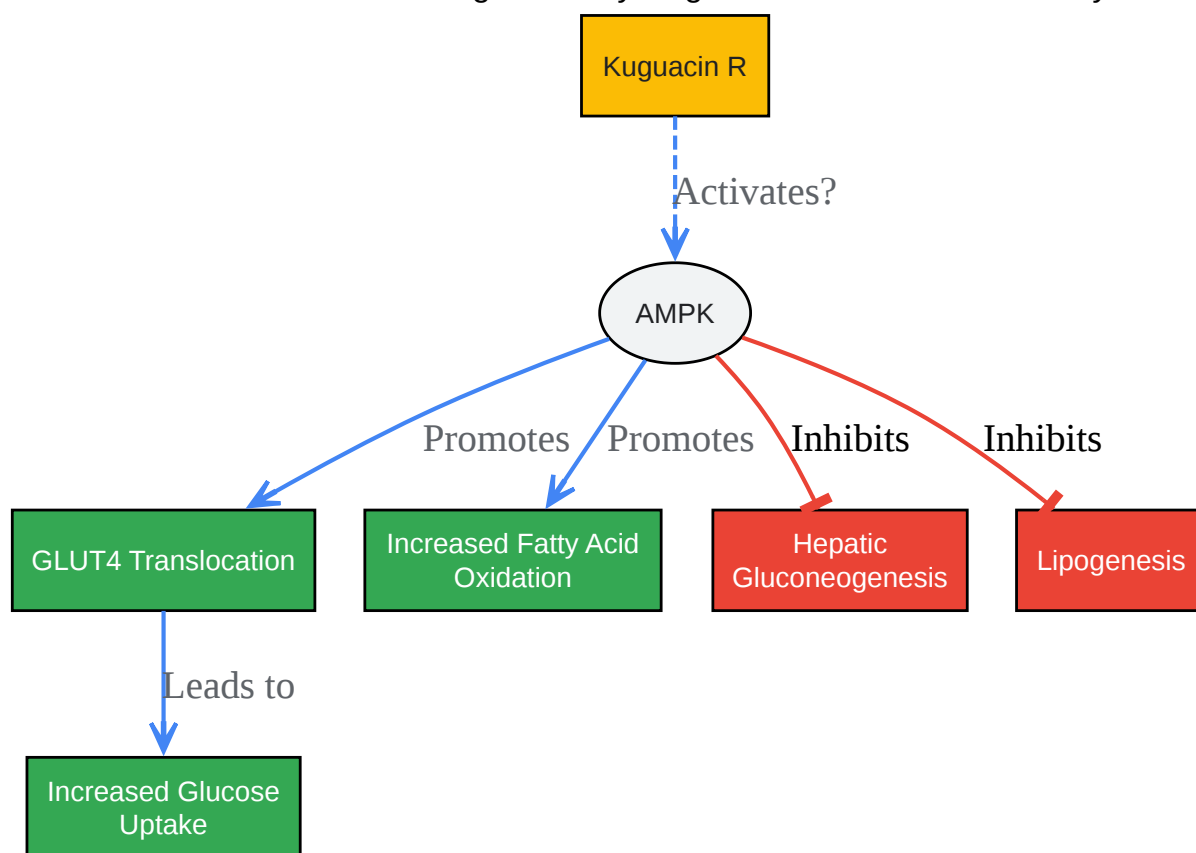 Kuguacin R
Activates?
AMPK
Promotes
Promotes
Inhibits
Inhibits
GLUT4 Translocation
Increased Fatty Acid
Oxidation
Hepatic
Gluconeogenesis
Lipogenesis
Leads to
Increased Glucose
Uptake